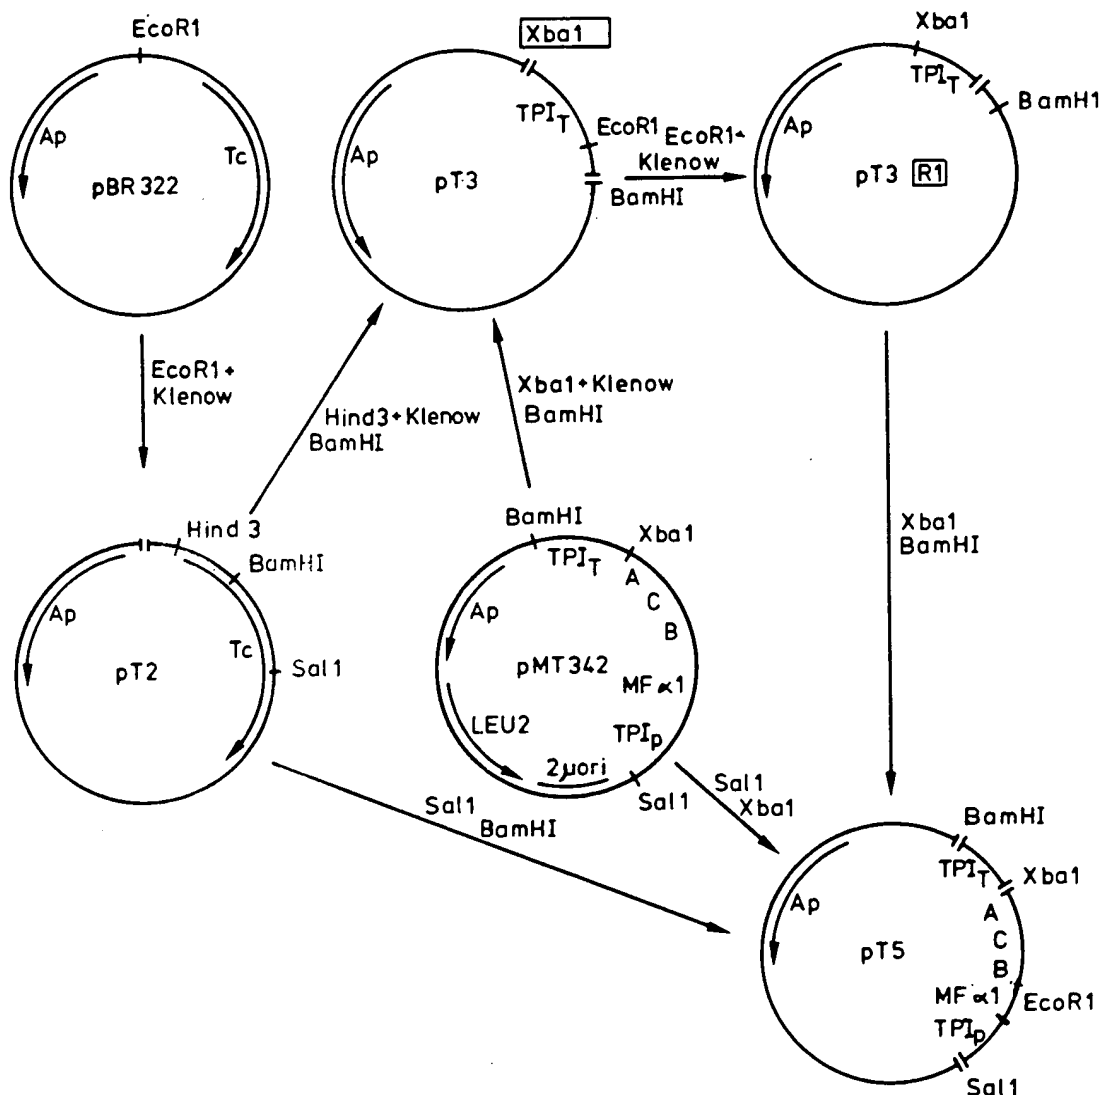 EcoR1
Ap
Tc
pBR322
Xba1
TPI_T
EcoR1
Ap
pT3
BamHI
EcoR1+
Klenow
Xba1
TPI_T
BamH1
Ap
pT3 R1
EcoR1+
Klenow
Hind3+Klenow
BamHI
Xba1+Klenow
BamHI
Xba1
BamHI
Hind 3
BamHI
Ap
Tc
Sal1
pT2
BamHI
Xba1
TPI_T
A
C
B
Ap
pMT342
MFα1
LEU2
TPI_p
2μori
Sal1
Sal1
BamHI
Sal1
Xba1
BamHI
TPI_T
Xba1
Ap
A
C
B
pT5
MFα1
EcoR1
TPI_p
Sal1